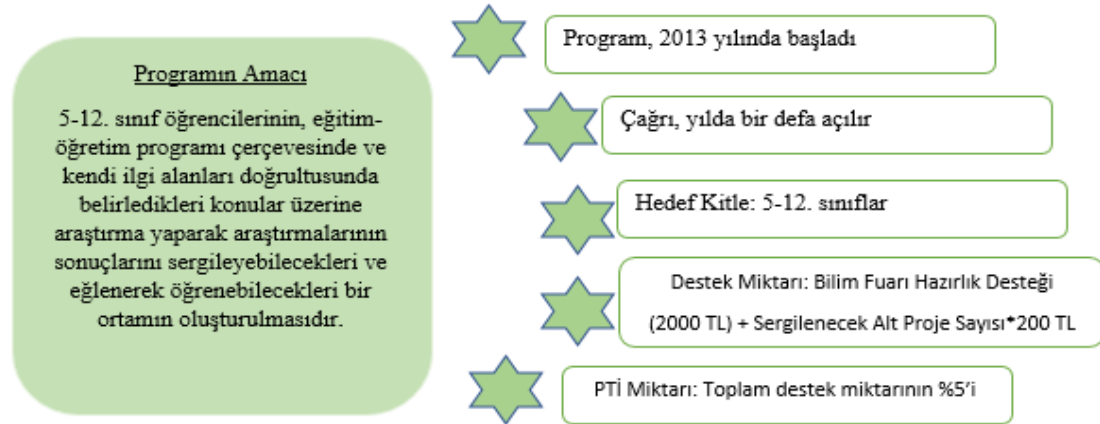 Programın Amacı
5-12. sınıf öğrencilerinin, eğitim-
öğretim programı çerçevesinde ve
kendi ilgi alanları doğrultusunda
belirledikleri konular üzerine
araştırma yaparak araştırmalarının
sonuçlarını sergileyebilecekleri ve
eğlenerek öğrenebilecekleri bir
ortamın oluşturulmasıdır.
Program, 2013 yılında başladı
Çağrı, yılda bir defa açılır
Hedef Kitle: 5-12. sınıflar
Destek Miktarı: Bilim Fuarı Hazırlık Desteği
(2000 TL) + Sergilenecek Alt Proje Sayısı*200 TL
PTİ Miktarı: Toplam destek miktarının %5'i